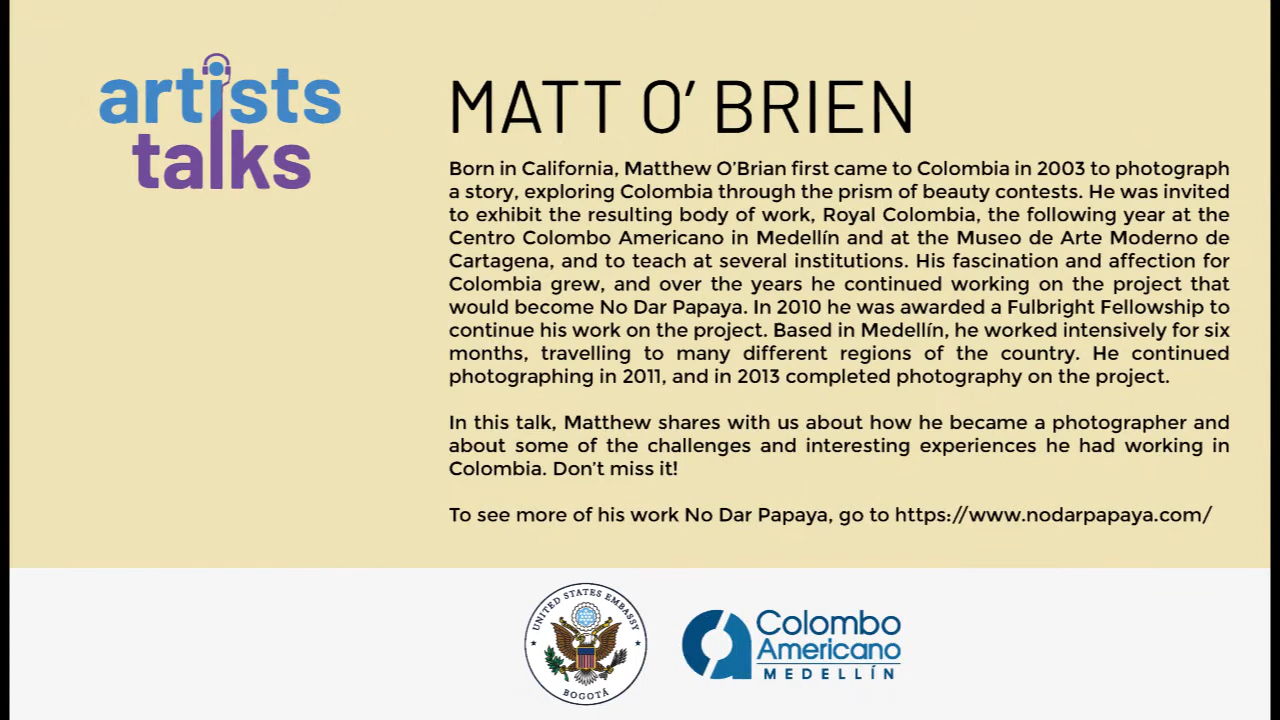 artists
talks
MATT O’ BRIEN
Born in California, Matthew O’Brian first came to Colombia in 2003 to photograph
a story, exploring Colombia through the prism of beauty contests. He was invited
to exhibit the resulting body of work, Royal Colombia, the following year at the
Centro Colombo Americano in Medellín and at the Museo de Arte Moderno de
Cartagena, and to teach at several institutions. His fascination and affection for
Colombia grew, and over the years he continued working on the project that
would become No Dar Papaya. In 2010 he was awarded a Fulbright Fellowship to
continue his work on the project. Based in Medellín, he worked intensively for six
months, travelling to many different regions of the country. He continued
photographing in 2011, and in 2013 completed photography on the project.
In this talk, Matthew shares with us about how he became a photographer and
about some of the challenges and interesting experiences he had working in
Colombia. Don’t miss it!
To see more of his work No Dar Papaya, go to https://www.nodarpapaya.com/
UNITED STATES EMBASSY
BOGOTÁ
Colombo
Americano
MEDELLÍN